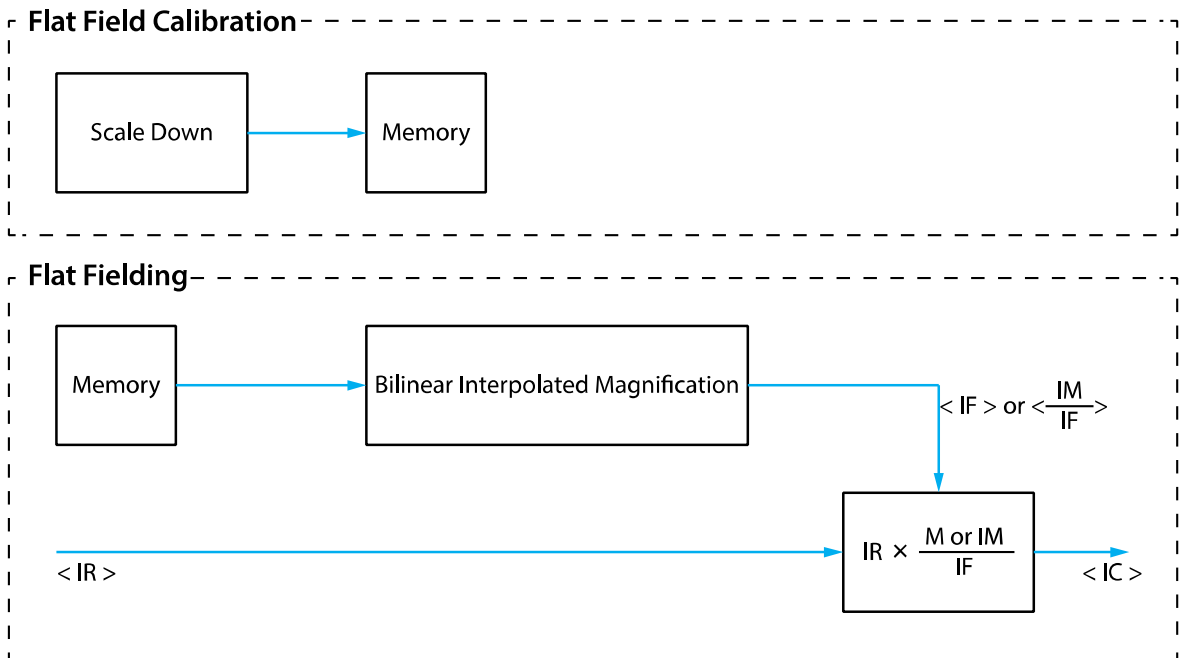 Flat Field Calibration
Scale Down
Memory
Flat Fielding
Memory
Bilinear Interpolated Magnification
< IF > or < IM / IF >
IR × M or IM / IF
< IR >
< IC >